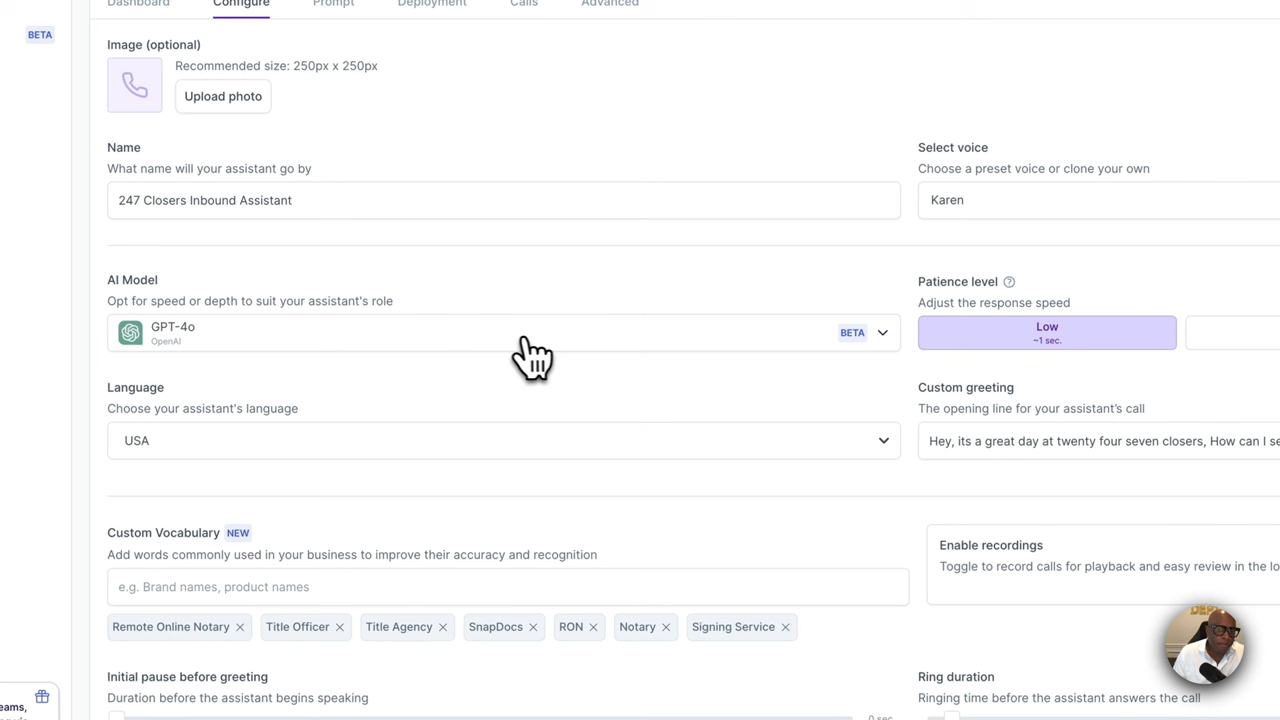 Dashboard Configure Prompt Deployment Calls Advanced
BETA
Image (optional)
Recommended size: 250px x 250px
Upload photo
Name
What name will your assistant go by
247 Closers Inbound Assistant
Select voice
Choose a preset voice or clone your own
Karen
AI Model
Opt for speed or depth to suit your assistant's role
GPT-4o
OpenAI
BETA
Patience level ?
Adjust the response speed
Low
~1 sec.
Language
Choose your assistant's language
USA
Custom greeting
The opening line for your assistant's call
Hey, its a great day at twenty four seven closers, How can I se
Custom Vocabulary NEW
Add words commonly used in your business to improve their accuracy and recognition
e.g. Brand names, product names
Remote Online Notary Title Officer Title Agency SnapDocs RON Notary Signing Service
Enable recordings
Toggle to record calls for playback and easy review in the lo
Initial pause before greeting
Duration before the assistant begins speaking
0 sec
Ring duration
Ringing time before the assistant answers the call
eams,